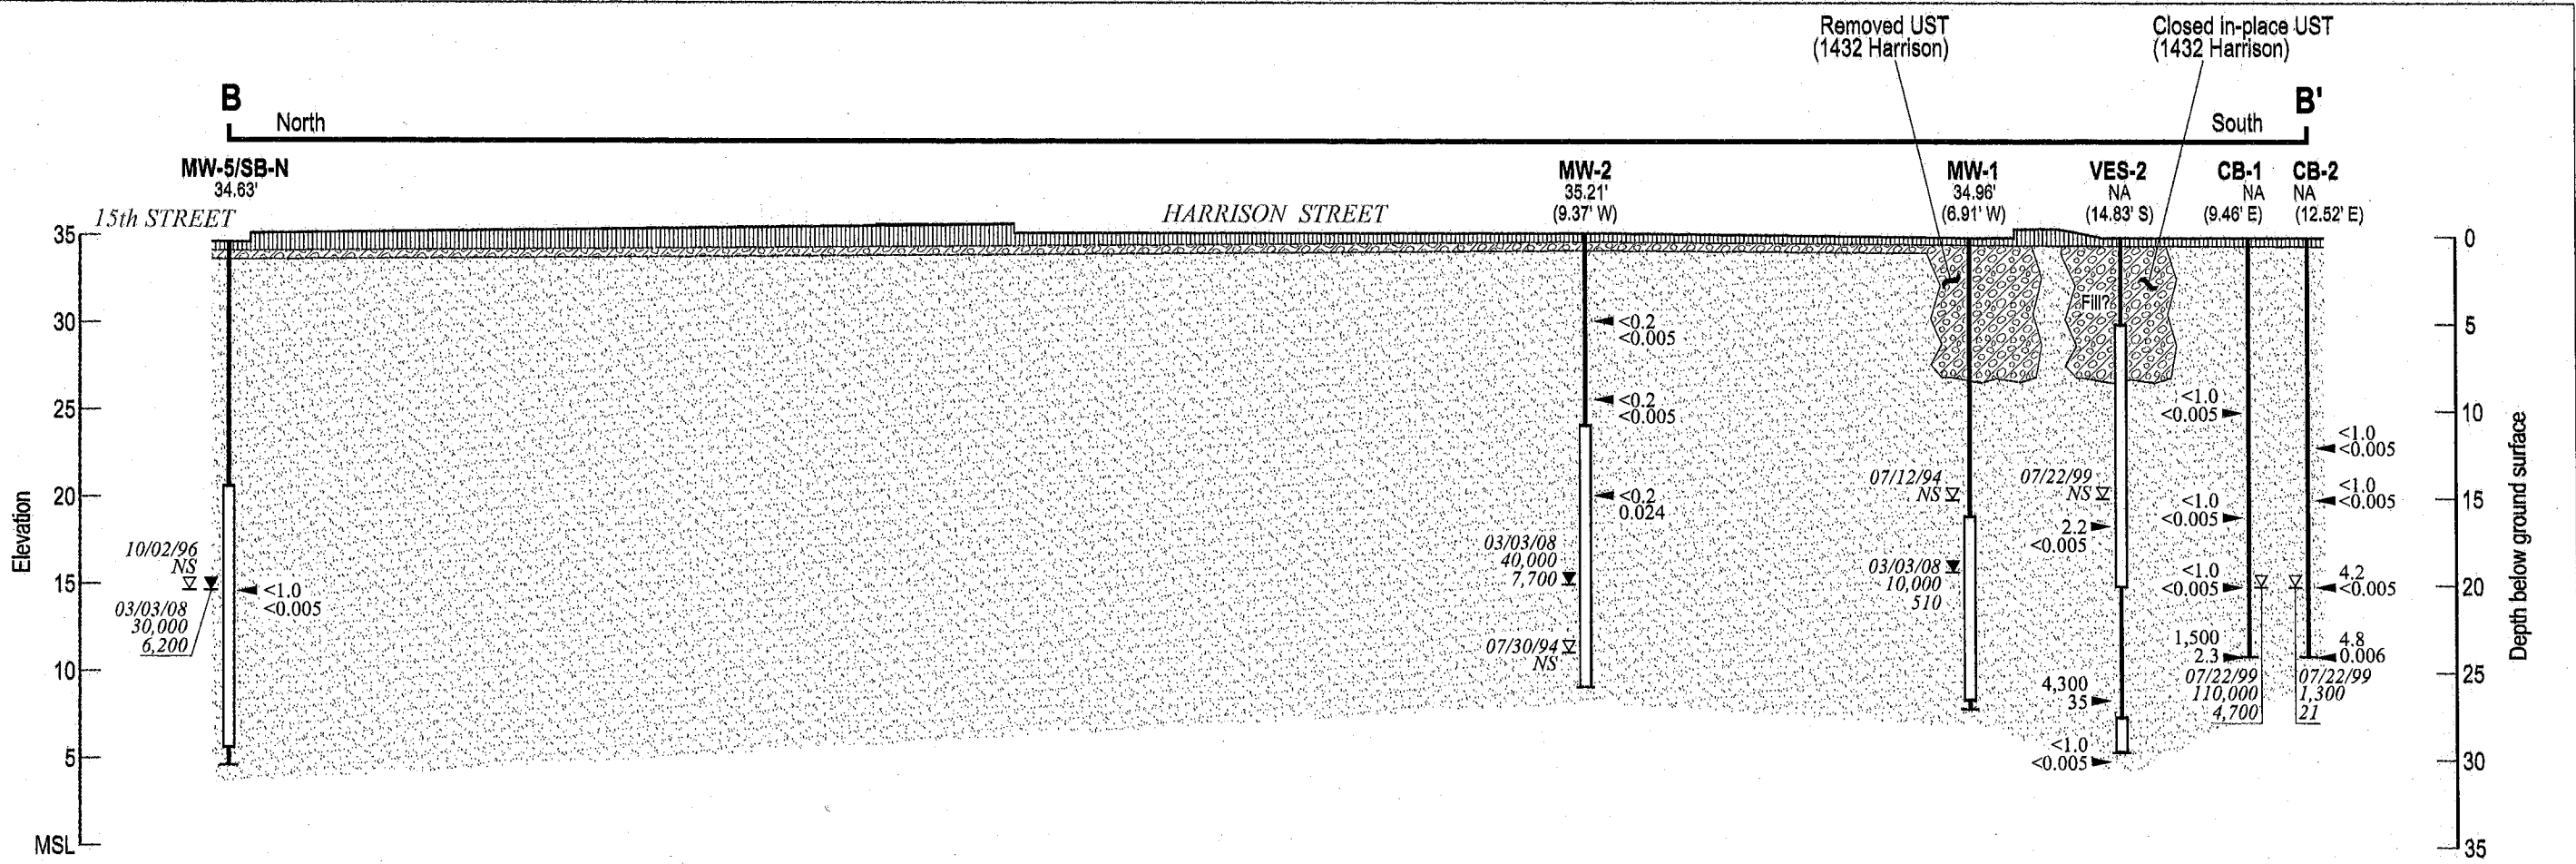 Removed UST
(1432 Harrison)
Closed in-place UST
(1432 Harrison)
B
B'
North
South
MW-5/SB-N
34.63'
MW-2
35.21'
(9.37' W)
MW-1
34.96'
(6.91' W)
VES-2
NA
(14.83' S)
CB-1
NA
(9.46' E)
CB-2
NA
(12.52' E)
15th STREET
HARRISON STREET
Elevation
35
30
25
20
15
10
5
MSL
10/02/96
NS
03/03/08
30,000
6,200
<1.0
<0.005
<0.2
<0.005
<0.2
<0.005
<0.2
0.024
03/03/08
40,000
7,700
07/30/94
NS
07/12/94
NS
03/03/08
10,000
510
Fill?
07/22/99
NS
2.2
<0.005
4,300
35
<1.0
<0.005
<1.0
<0.005
<1.0
<0.005
<1.0
<0.005
1,500
2.3
07/22/99
110,000
4,700
<1.0
<0.005
<1.0
<0.005
4.2
<0.005
4.8
0.006
07/22/99
1,300
21
0
5
10
15
20
25
30
35
Depth below ground surface